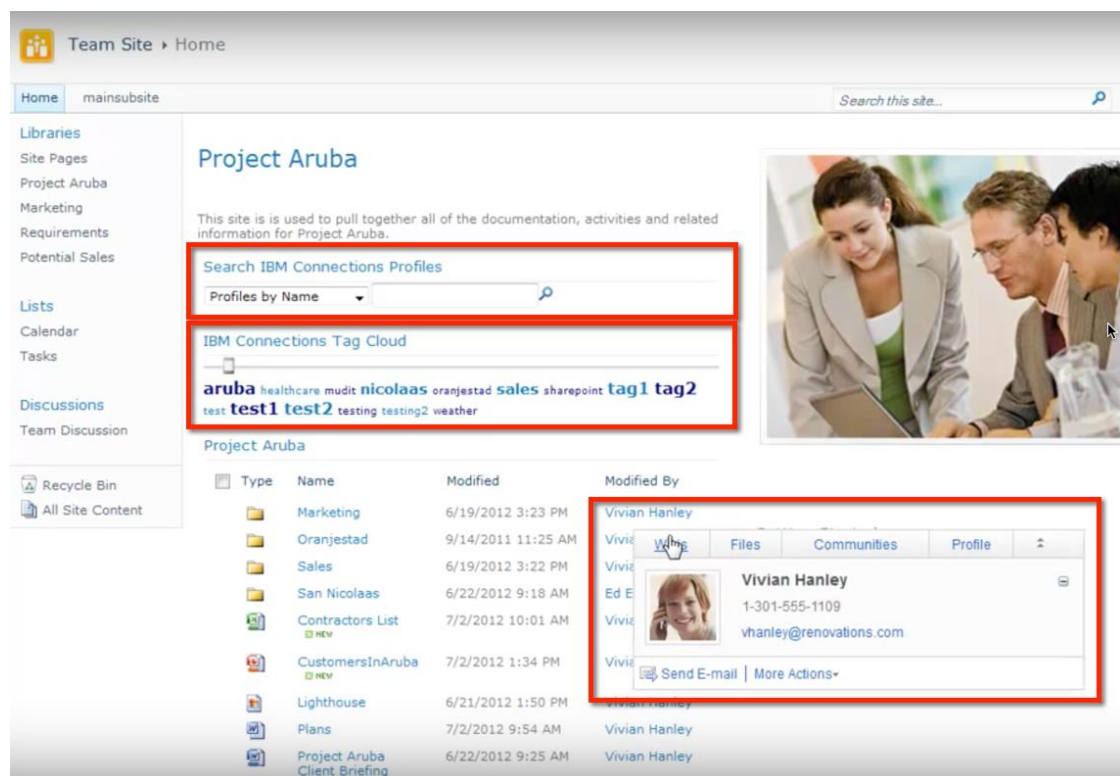 Team Site ▸ Home
Home mainsubsite
Search this site...
Libraries
Site Pages
Project Aruba
Marketing
Requirements
Potential Sales
Lists
Calendar
Tasks
Discussions
Team Discussion
Recycle Bin
All Site Content
Project Aruba
This site is is used to pull together all of the documentation, activities and related
information for Project Aruba.
Search IBM Connections Profiles
Profiles by Name
IBM Connections Tag Cloud
aruba healthcare mudit nicolaas oranjestad sales sharepoint tag1 tag2
test test1 test2 testing testing2 weather
Project Aruba
Type Name Modified Modified By
Marketing 6/19/2012 3:23 PM Vivian Hanley
Oranjestad 9/14/2011 11:25 AM
Sales 6/19/2012 3:22 PM
San Nicolaas 6/22/2012 9:18 AM Ed
Contractors List 7/2/2012 10:01 AM
NEW
CustomersInAruba 7/2/2012 1:34 PM
NEW
Lighthouse 6/21/2012 1:50 PM Vivian Hanley
Plans 7/2/2012 9:54 AM Vivian Hanley
Project Aruba 6/22/2012 9:25 AM Vivian Hanley
Client Briefing
Files Communities Profile
Vivian Hanley
1-301-555-1109
vhanley@renovations.com
Send E-mail | More Actions